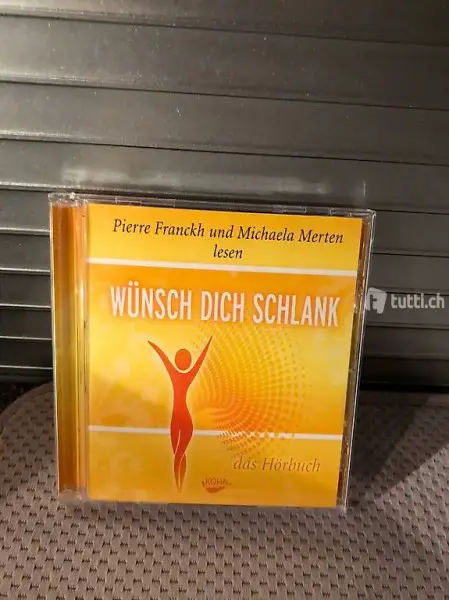 Pierre Franckh und Michaela Merten
lesen
WÜNSCH DICH SCHLANK
tutti.ch
das Hörbuch
KOHA